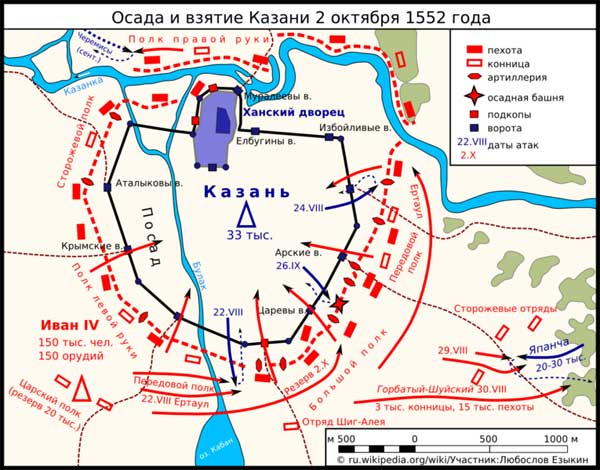 Осада и взятие Казани 2 октября 1552 года
Черемисы
(сент.)
Полк правой руки
Казанка
пехота
конница
артиллерия
осадная башня
подкопы
ворота
22.VIII
2.X
даты атак
Муралеевы в.
Ханский дворец
Елбугины в.
Избойливые в.
Сторожевой полк
Аталыковы в.
Казань
33 тыс.
24.VIII
Ертаул
Посад
Крымские в.
Арские в.
26.IX
Передовой полк
Булак
Полк левой руки
22.VIII
Царевы в.
Сторожевые отряды
Иван IV
150 тыс. чел.
150 орудий
Царский полк
(резерв 20 тыс.)
Передовой полк
22.VIII Ертаул
Резерв 2.X
Большой полк
29.VIII
Япанча
20-30 тыс.
Горбатый-Шуйский 30.VIII
3 тыс. конницы, 15 тыс. пехоты
Отряд Шиг-Алея
оз. Кабан
м 500 0 500 1000 м
© ru.wikipedia.org/wiki/Участник:Любослов Езыкин